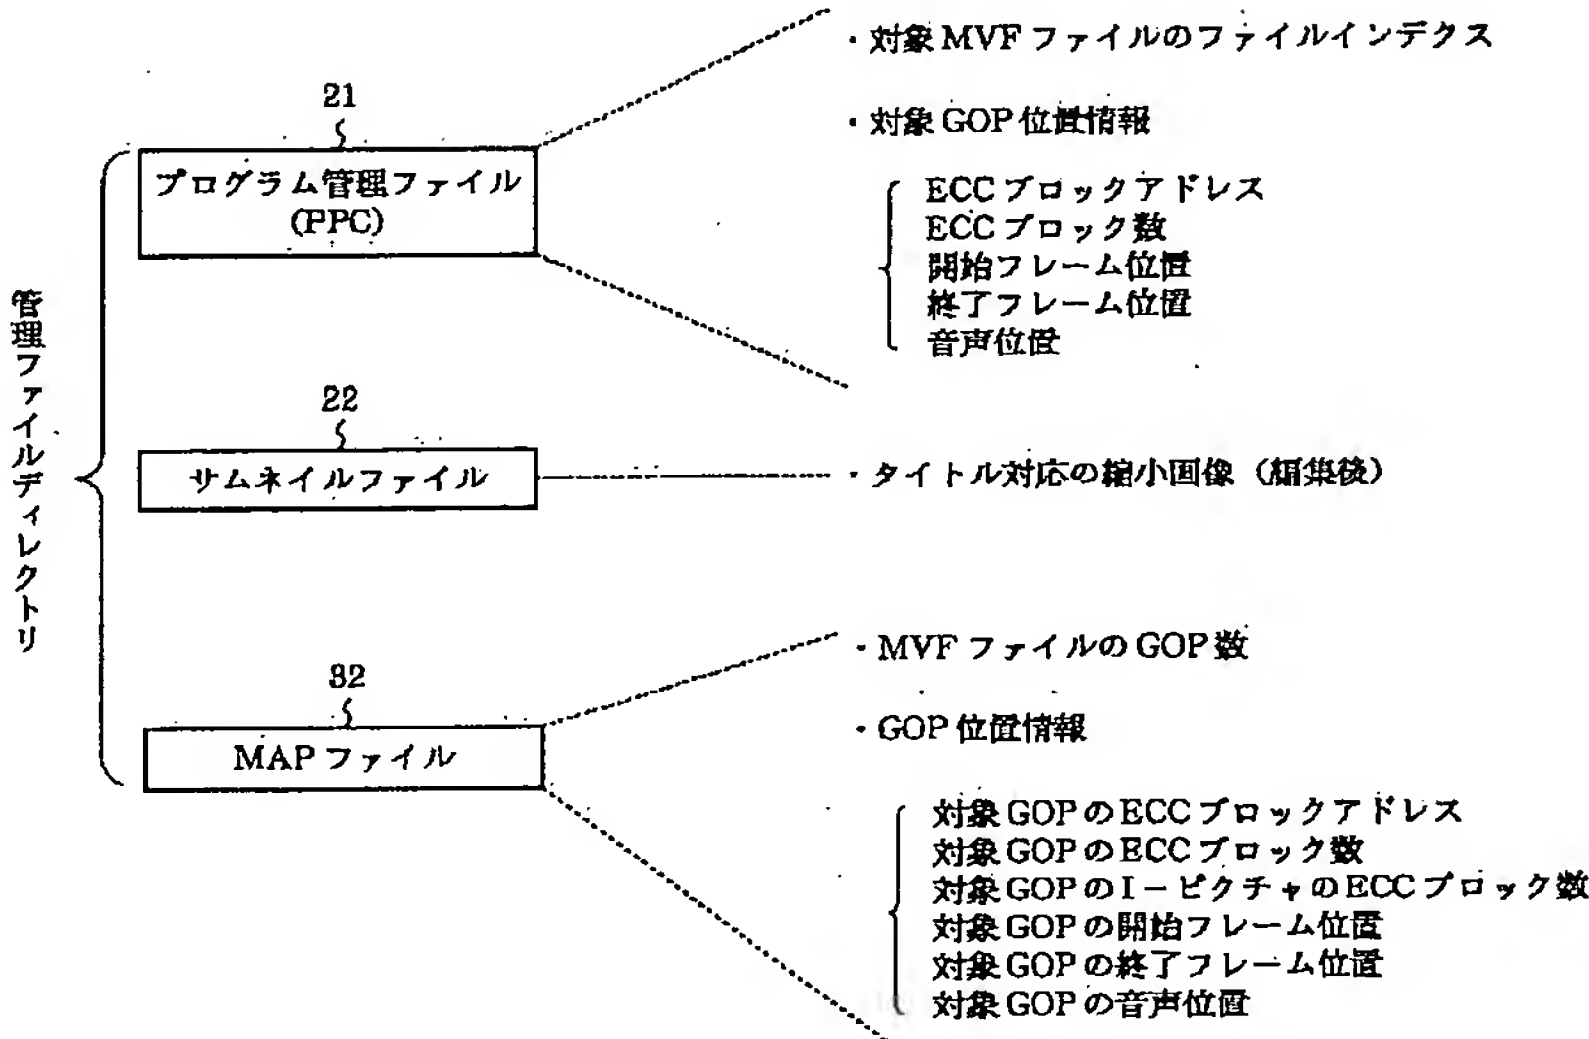 管理ファイルディレクトリ
21
プログラム管理ファイル
(PPC)
・対象MVFファイルのファイルインデクス
・対象GOP位置情報
ECCブロックアドレス
ECCブロック数
開始フレーム位置
終了フレーム位置
音声位置
22
サムネイルファイル
・タイトル対応の縮小画像（編集後）
32
MAPファイル
・MVFファイルのGOP数
・GOP位置情報
対象GOPのECCブロックアドレス
対象GOPのECCブロック数
対象GOPのI－ピクチャのECCブロック数
対象GOPの開始フレーム位置
対象GOPの終了フレーム位置
対象GOPの音声位置